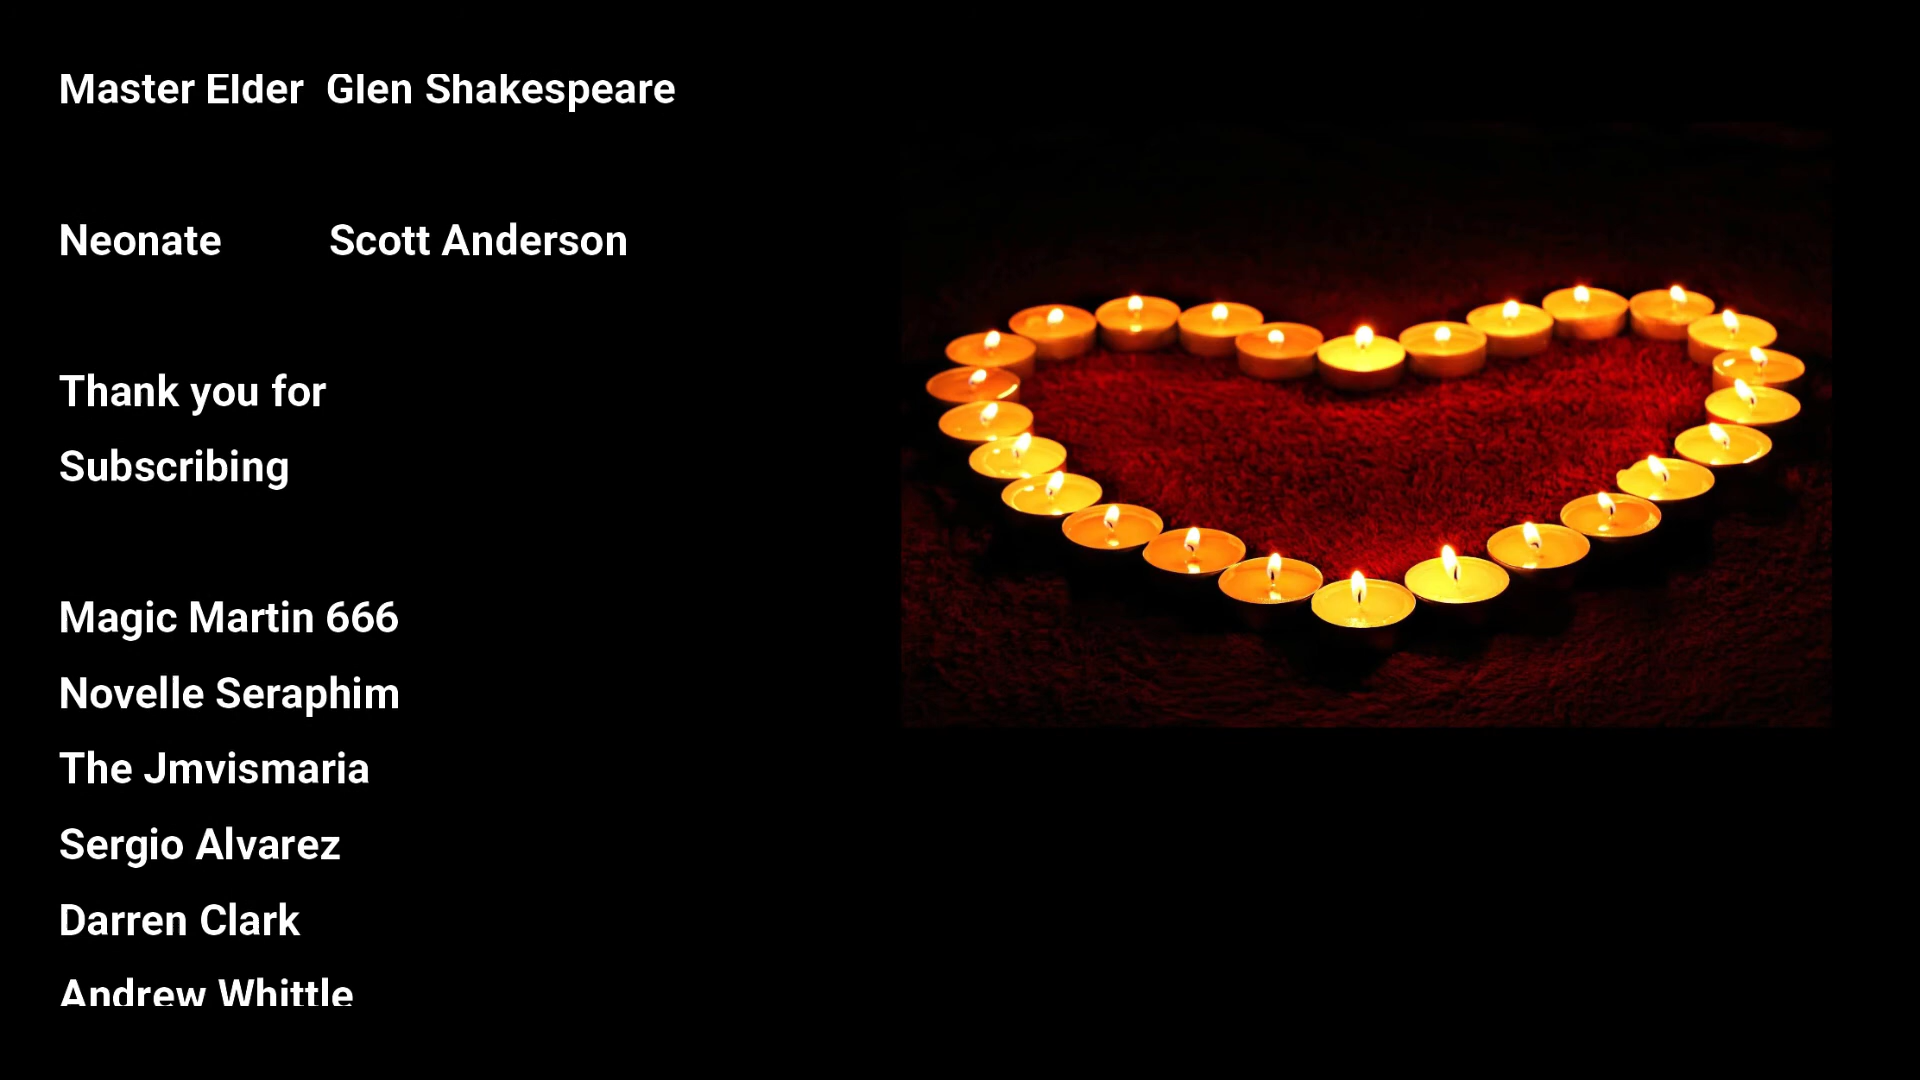 Master Elder Glen Shakespeare
Neonate Scott Anderson
Thank you for
Subscribing
Magic Martin 666
Novelle Seraphim
The Jmvismaria
Sergio Alvarez
Darren Clark
Andrew Whittle